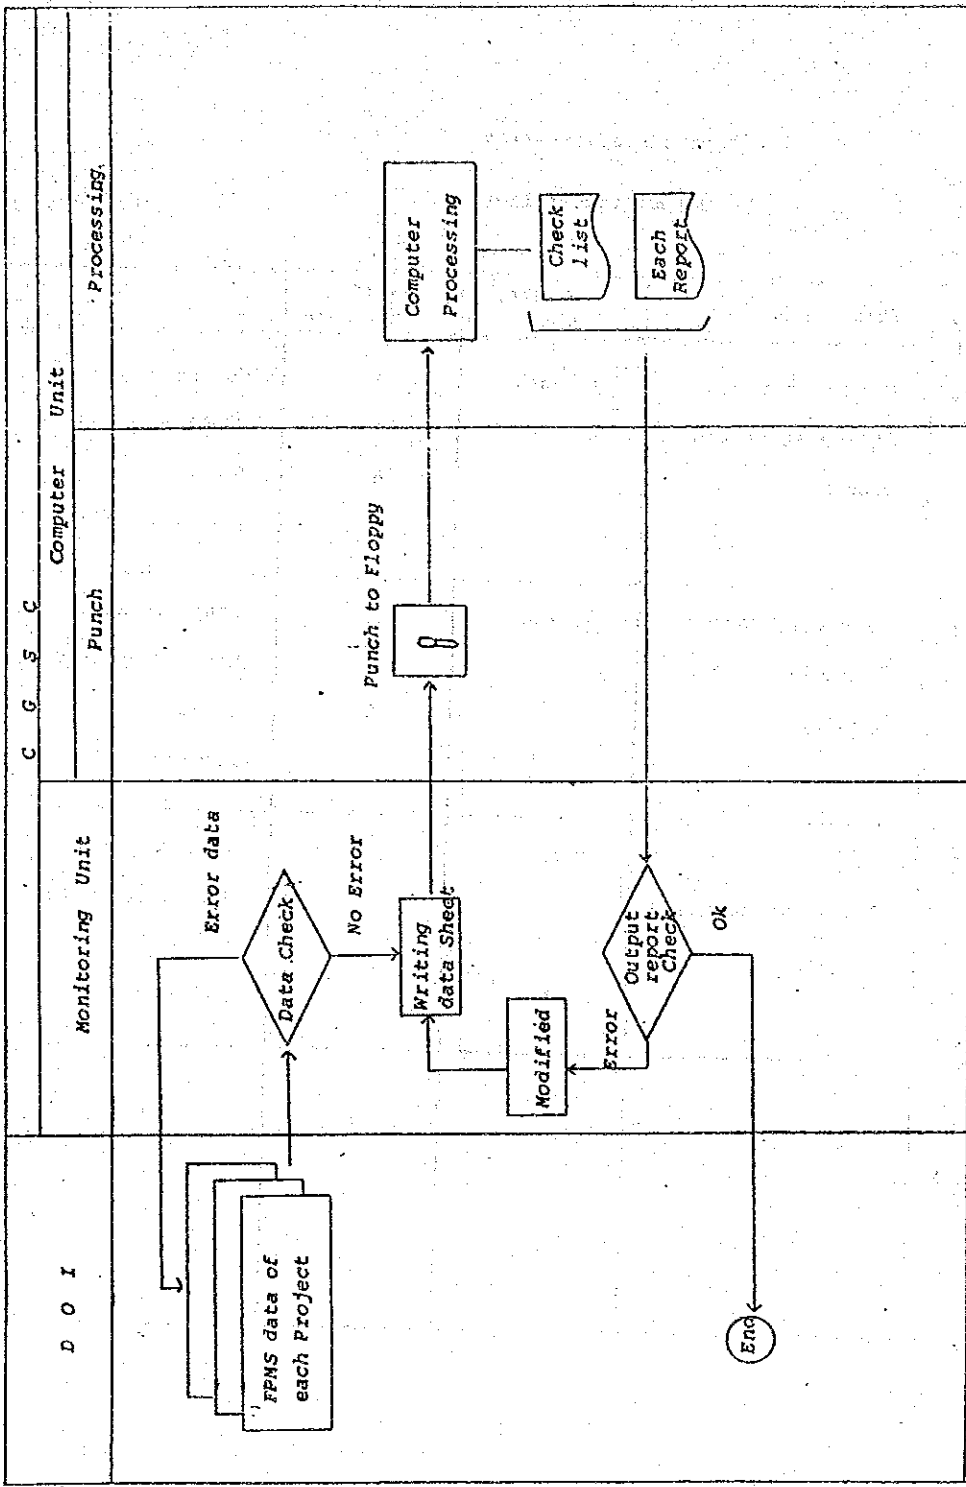 C G S C
D O I
Monitoring Unit
Computer Unit
Punch
Processing
FPMS data of
each Project
Error data
Data Check
No Error
Writing
data Sheet
Punch to Floppy
Computer
Processing
Check
list
Each
Report
Output
report
Check
Error
Modified
Ok
End